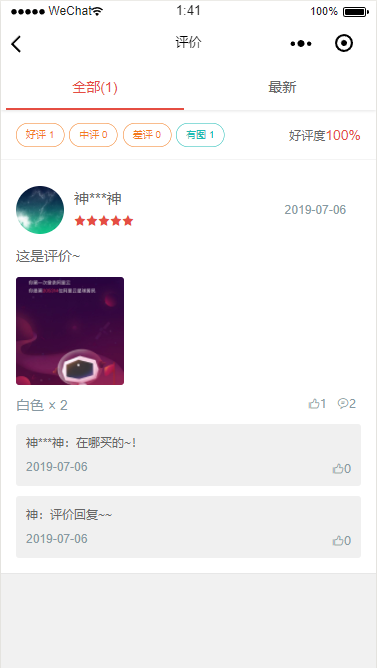 WeChat 1:41 100%
评价
全部(1) 最新
好评 1 中评 0 差评 0 有图 1 好评度100%
神***神 2019-07-06
这是评价~
白色 × 2 1 2
神***神：在哪买的~！
2019-07-06 0
神：评价回复~~
2019-07-06 0